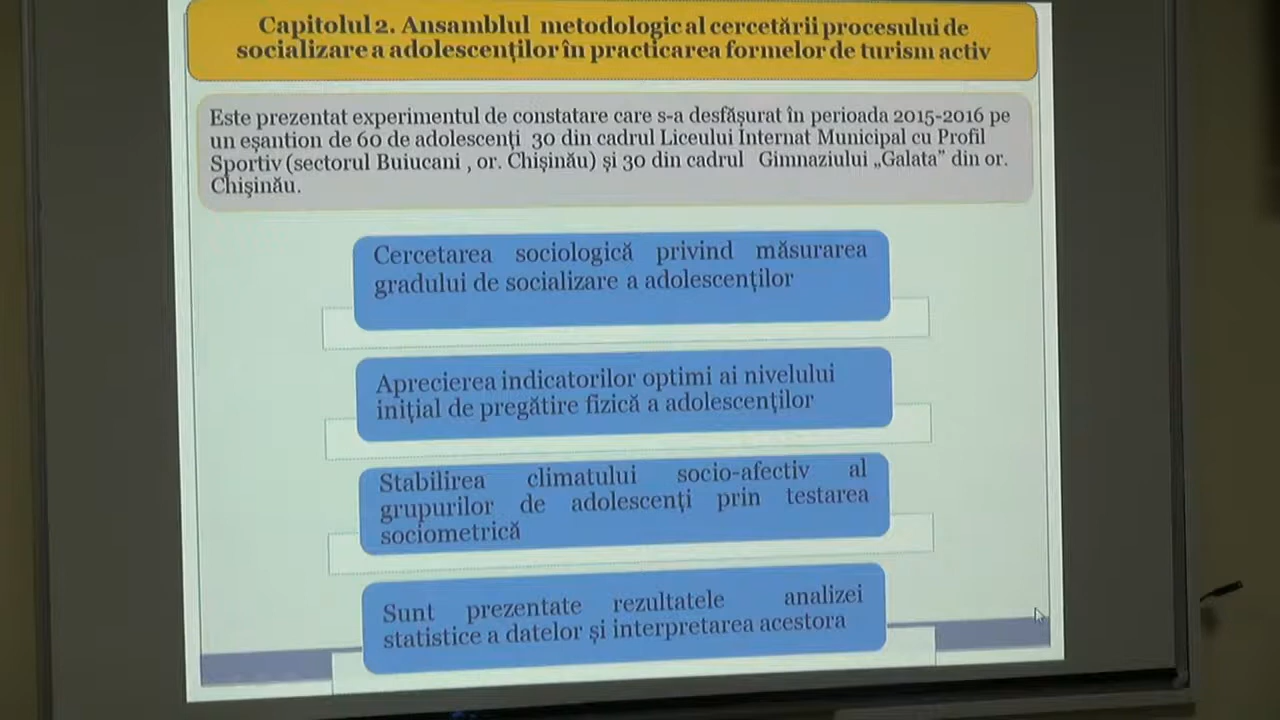 Capitolul 2. Ansamblul metodologic al cercetării procesului de
socializare a adolescenților în practicarea formelor de turism activ
Este prezentat experimentul de constatare care s-a desfășurat în perioada 2015-2016 pe
un eșantion de 60 de adolescenți 30 din cadrul Liceului Internat Municipal cu Profil
Sportiv (sectorul Buiucani , or. Chișinău) și 30 din cadrul Gimnaziului „Galata” din or.
Chişinău.
Cercetarea sociologică privind măsurarea
gradului de socializare a adolescenților
Aprecierea indicatorilor optimi ai nivelului
inițial de pregătire fizică a adolescenților
Stabilirea climatului socio-afectiv al
grupurilor de adolescenți prin testarea
sociometrică
Sunt prezentate rezultatele analizei
statistice a datelor și interpretarea acestora